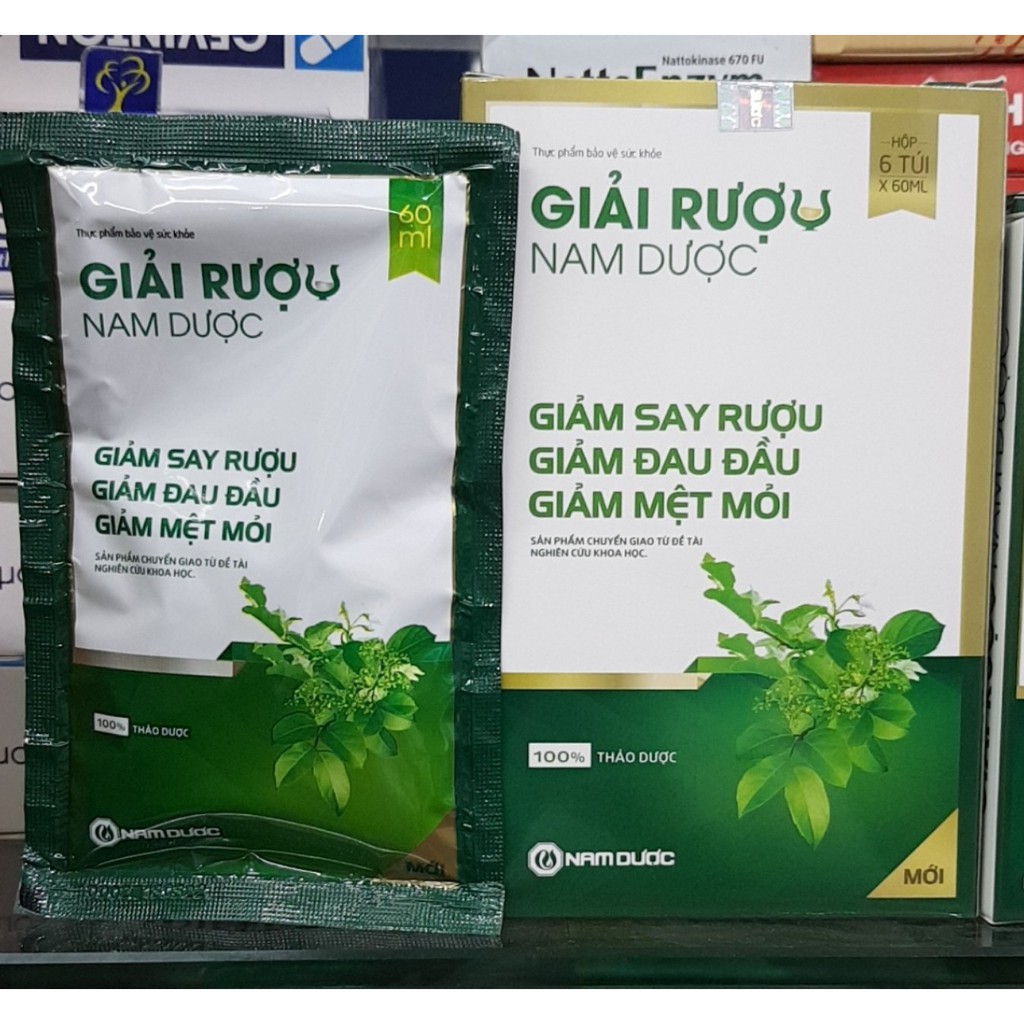 CEVINTON
Nattokinase 670 FU
NattoEnzym
Thực phẩm bảo vệ sức khỏe
60
ml
GIẢI RƯỢU
NAM DƯỢC
GIẢM SAY RƯỢU
GIẢM ĐAU ĐẦU
GIẢM MỆT MỎI
SẢN PHẨM CHUYỂN GIAO TỪ ĐỀ TÀI
NGHIÊN CỨU KHOA HỌC.
100% THẢO DƯỢC
NAM DƯỢC
MỚI
Thực phẩm bảo vệ sức khỏe
HỘP
6 TÚI
X 60ML
GIẢI RƯỢU
NAM DƯỢC
GIẢM SAY RƯỢU
GIẢM ĐAU ĐẦU
GIẢM MỆT MỎI
SẢN PHẨM CHUYỂN GIAO TỪ ĐỀ TÀI
NGHIÊN CỨU KHOA HỌC.
100% THẢO DƯỢC
NAM DƯỢC
MỚI